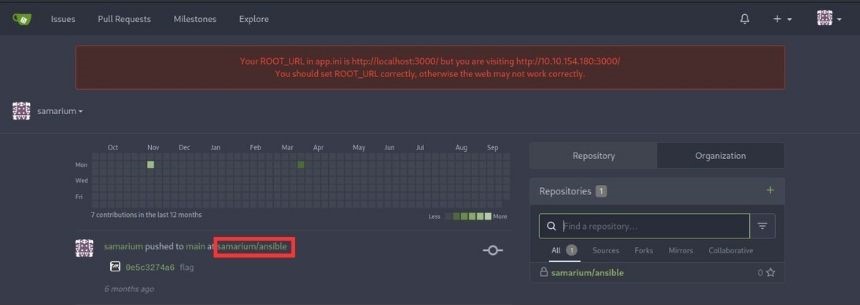 Issues Pull Requests Milestones Explore
Your ROOT_URL in app.ini is http://localhost:3000/ but you are visiting http://10.10.154.180:3000/
You should set ROOT_URL correctly, otherwise the web may not work correctly.
samarium
Oct Nov Dec Jan Feb Mar Apr May Jun Jul Aug Sep
Mon
Wed
Fri
7 contributions in the last 12 months
Less More
samarium pushed to main at samarium/ansible
0e5c3274a6 flag
6 months ago
Repository Organization
Repositories 1
Find a repository...
All 1 Sources Forks Mirrors Collaborative
samarium/ansible 0